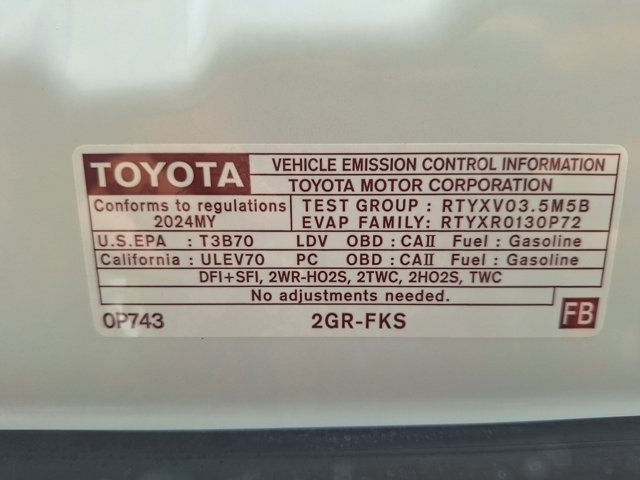 TOYOTA VEHICLE EMISSION CONTROL INFORMATION
TOYOTA MOTOR CORPORATION
Conforms to regulations TEST GROUP : RTYXV03.5M5B
2024MY EVAP FAMILY: RTYXR0130P72
U.S.EPA : T3B70 LDV OBD : CAII Fuel : Gasoline
California : ULEV70 PC OBD : CAII Fuel : Gasoline
DFI+SFI, 2WR-HO2S, 2TWC, 2HO2S, TWC
No adjustments needed.
0P743 2GR-FKS FB